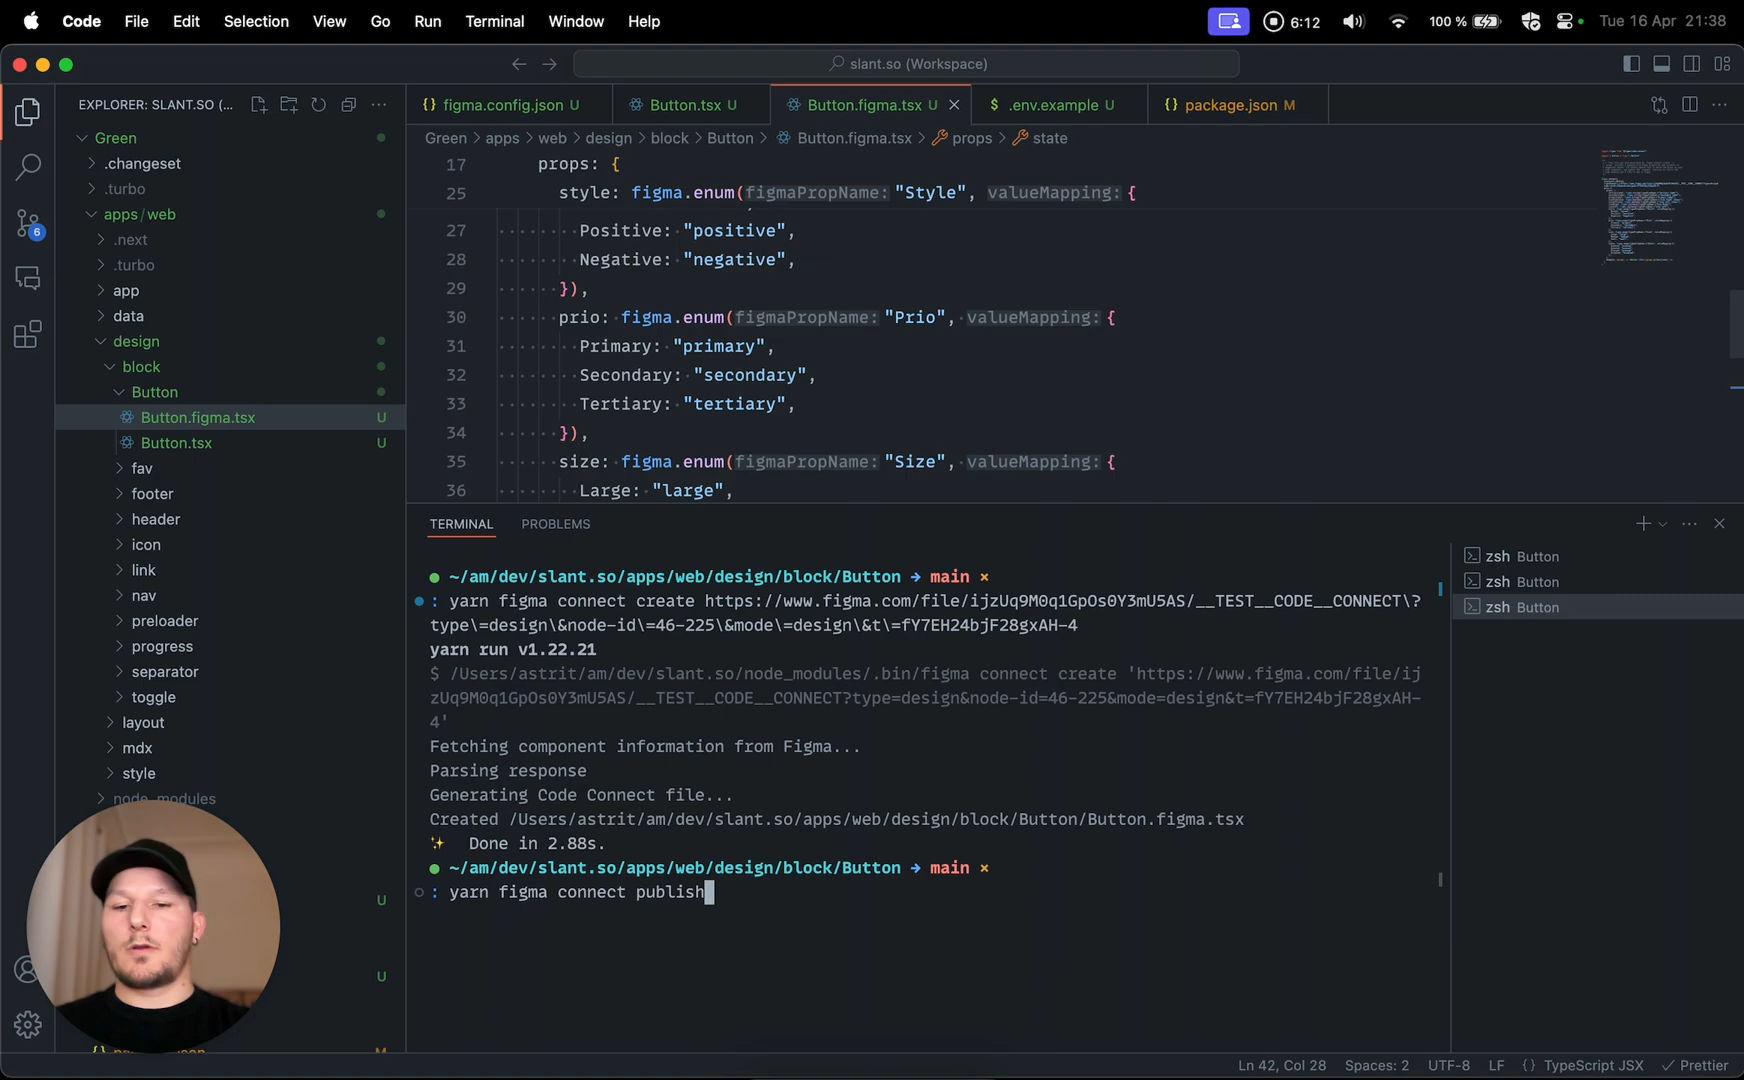 Code File Edit Selection View Go Run Terminal Window Help 6:12 100 % Tue 16 Apr 21:38
slant.so (Workspace)
EXPLORER: SLANT.SO (...
{} figma.config.json U Button.tsx U Button.figma.tsx U $ .env.example U {} package.json M
Green > apps > web > design > block > Button > Button.figma.tsx > props > state
Green
.changeset
.turbo
apps/web
.next
.turbo
app
data
design
block
Button
Button.figma.tsx U
Button.tsx U
fav
footer
header
icon
link
nav
preloader
progress
separator
toggle
layout
mdx
style
node_modules
U
U
M
6
17 props: {
25 style: figma.enum(figmaPropName: "Style", valueMapping: {
27 Positive: "positive",
28 Negative: "negative",
29 }),
30 prio: figma.enum(figmaPropName: "Prio", valueMapping: {
31 Primary: "primary",
32 Secondary: "secondary",
33 Tertiary: "tertiary",
34 }),
35 size: figma.enum(figmaPropName: "Size", valueMapping: {
36 Large: "large",
TERMINAL PROBLEMS
~/am/dev/slant.so/apps/web/design/block/Button → main ×
: yarn figma connect create https://www.figma.com/file/ijzUq9M0q1GpOs0Y3mU5AS/__TEST__CODE__CONNECT\?
type\=design\&node-id\=46-225\&mode\=design\&t\=fY7EH24bjF28gxAH-4
yarn run v1.22.21
$ /Users/astrit/am/dev/slant.so/node_modules/.bin/figma connect create 'https://www.figma.com/file/ij
zUq9M0q1GpOs0Y3mU5AS/__TEST__CODE__CONNECT?type=design&node-id=46-225&mode=design&t=fY7EH24bjF28gxAH-
4'
Fetching component information from Figma...
Parsing response
Generating Code Connect file...
Created /Users/astrit/am/dev/slant.so/apps/web/design/block/Button/Button.figma.tsx
✨ Done in 2.88s.
~/am/dev/slant.so/apps/web/design/block/Button → main ×
: yarn figma connect publish
zsh Button
zsh Button
zsh Button
Ln 42, Col 28 Spaces: 2 UTF-8 LF {} TypeScript JSX ✓ Prettier